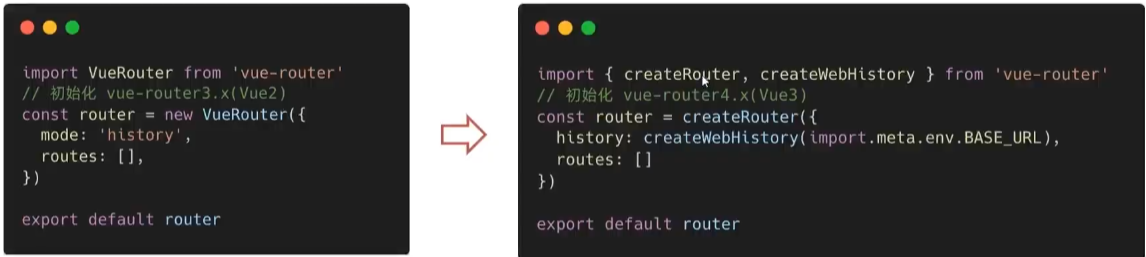 import VueRouter from 'vue-router'
// 初始化 vue-router3.x(Vue2)
const router = new VueRouter({
  mode: 'history',
  routes: [],
})
export default router
import { createRouter, createWebHistory } from 'vue-router'
// 初始化 vue-router4.x(Vue3)
const router = createRouter({
  history: createWebHistory(import.meta.env.BASE_URL),
  routes: []
})
export default router